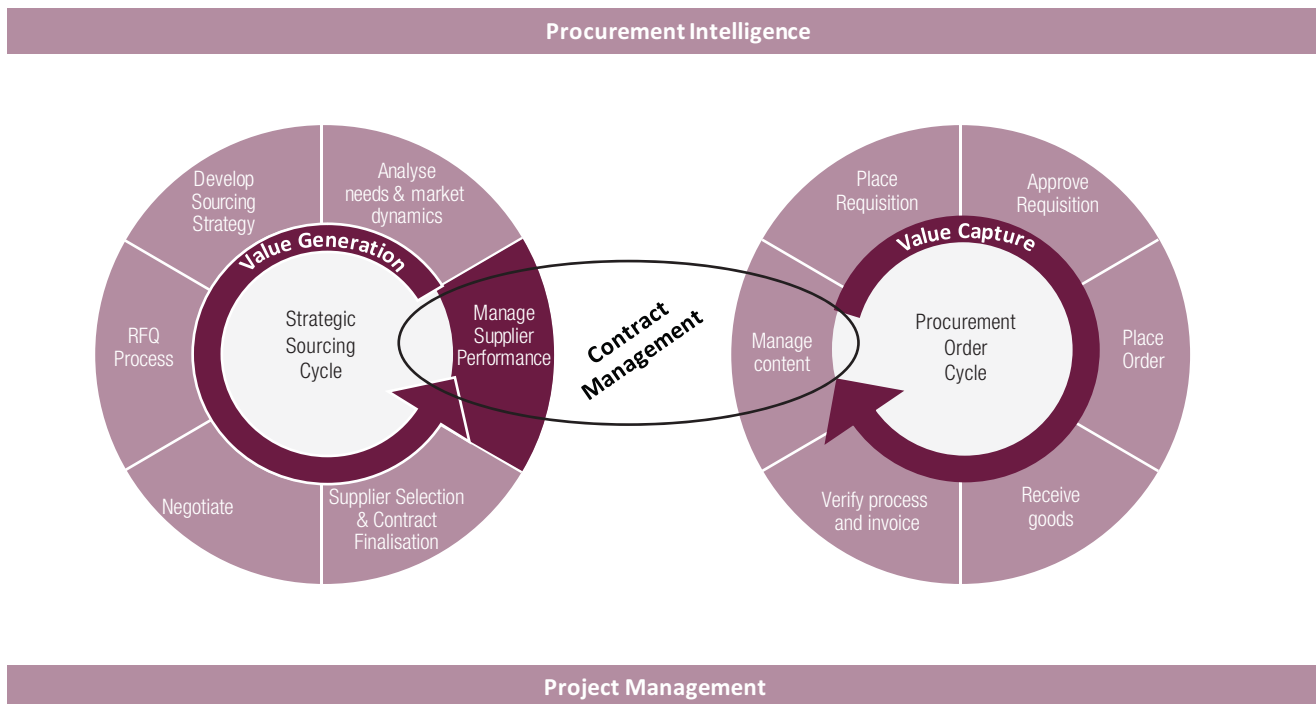 Procurement Intelligence
Develop
Sourcing
Strategy
Analyse
needs & market
dynamics
Value Generation
RFQ
Process
Strategic
Sourcing
Cycle
Manage
Supplier
Performance
Negotiate
Supplier Selection
& Contract
Finalisation
Contract
Management
Place
Requisition
Approve
Requisition
Value Capture
Manage
content
Procurement
Order
Cycle
Place
Order
Verify process
and invoice
Receive
goods
Project Management